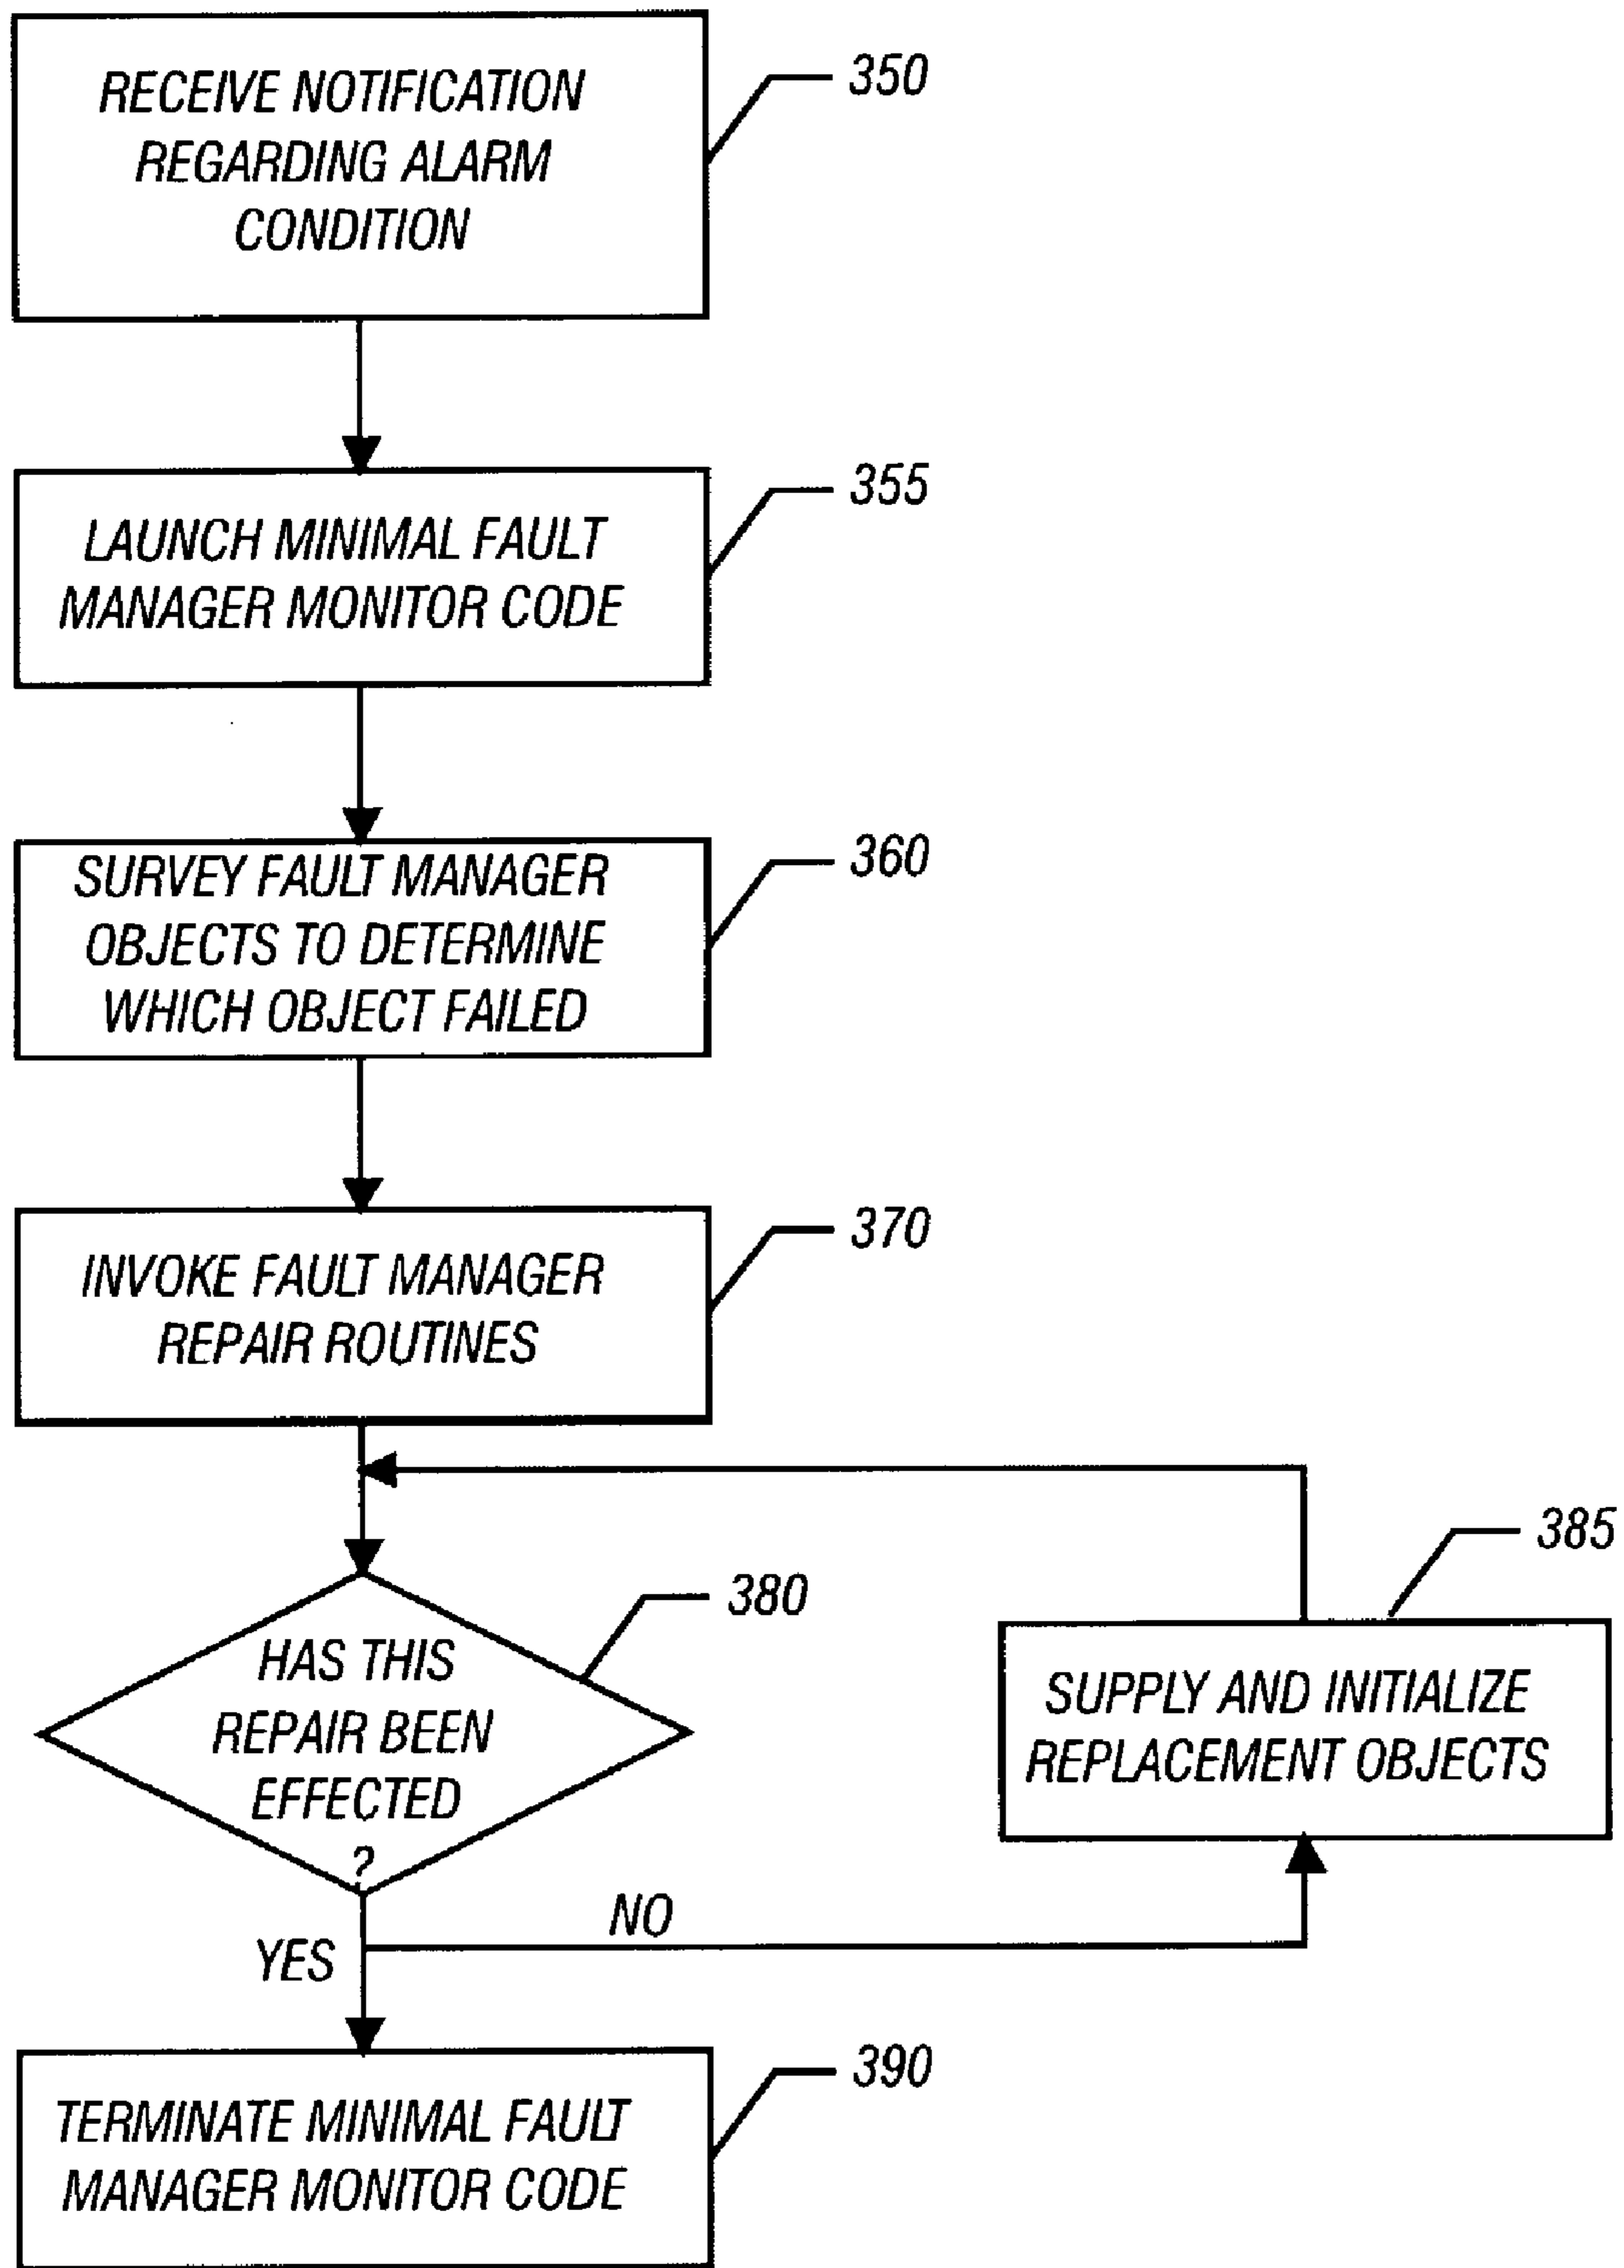 RECEIVE NOTIFICATION
REGARDING ALARM
CONDITION
350
LAUNCH MINIMAL FAULT
MANAGER MONITOR CODE
355
SURVEY FAULT MANAGER
OBJECTS TO DETERMINE
WHICH OBJECT FAILED
360
INVOKE FAULT MANAGER
REPAIR ROUTINES
370
HAS THIS
REPAIR BEEN
EFFECTED
?
380
SUPPLY AND INITIALIZE
REPLACEMENT OBJECTS
385
NO
YES
TERMINATE MINIMAL FAULT
MANAGER MONITOR CODE
390